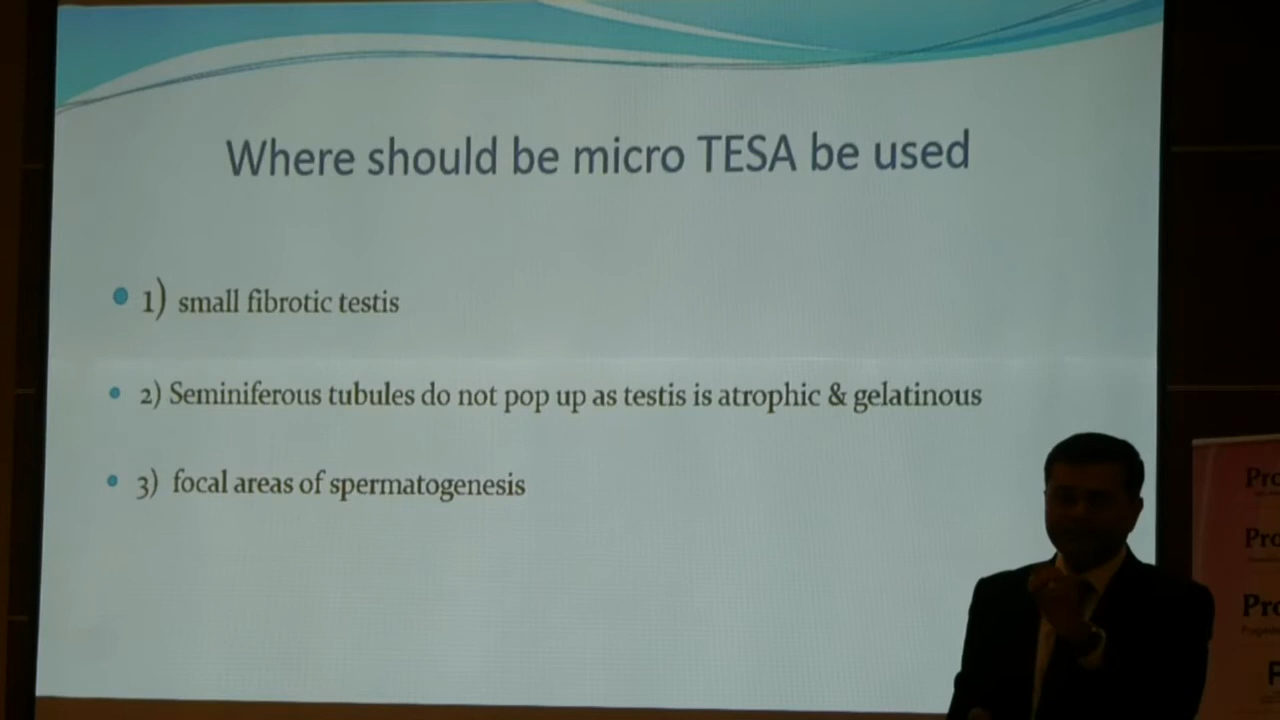 Where should be micro TESA be used
1) small fibrotic testis
2) Seminiferous tubules do not pop up as testis is atrophic & gelatinous
3) focal areas of spermatogenesis